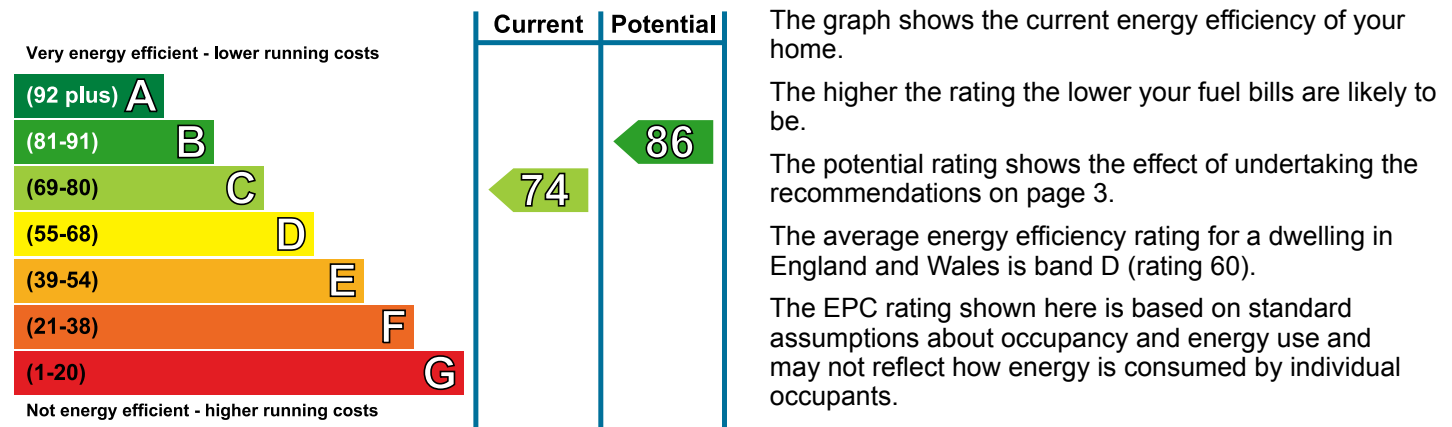 Current Potential
Very energy efficient - lower running costs
(92 plus) A
(81-91) B
86
(69-80) C
74
(55-68) D
(39-54) E
(21-38) F
(1-20) G
Not energy efficient - higher running costs
The graph shows the current energy efficiency of your
home.
The higher the rating the lower your fuel bills are likely to
be.
The potential rating shows the effect of undertaking the
recommendations on page 3.
The average energy efficiency rating for a dwelling in
England and Wales is band D (rating 60).
The EPC rating shown here is based on standard
assumptions about occupancy and energy use and
may not reflect how energy is consumed by individual
occupants.